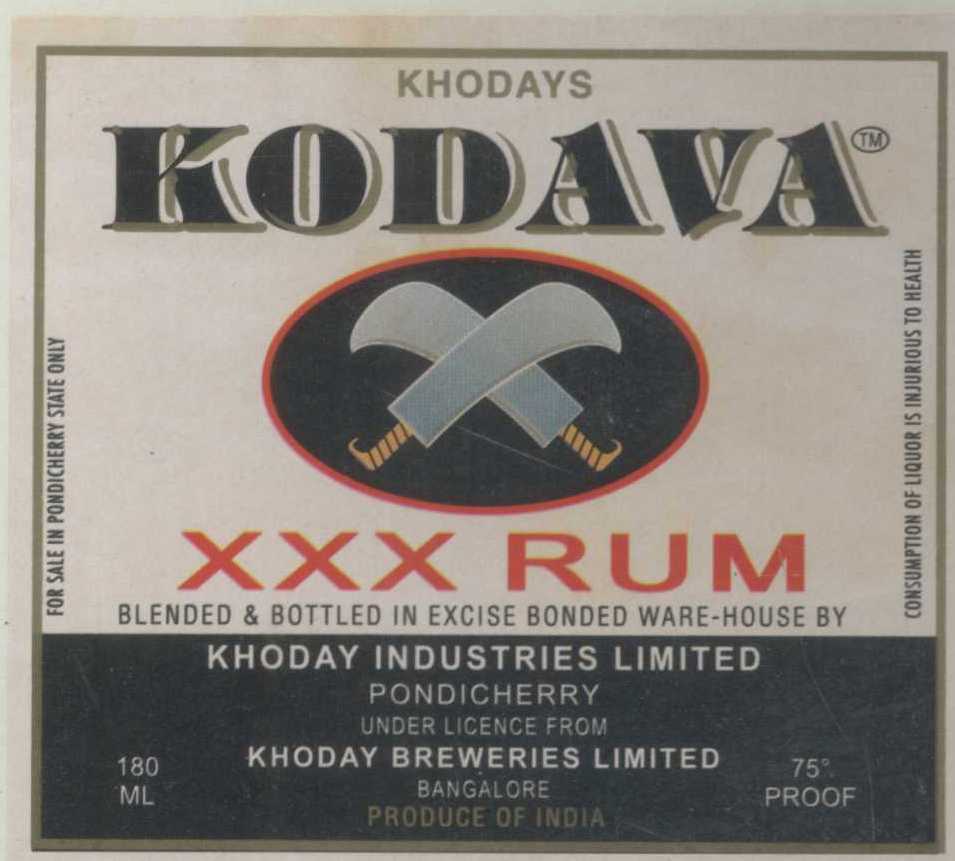 KHODAYS
KODAVA™
FOR SALE IN PONDICHERRY STATE ONLY
CONSUMPTION OF LIQUOR IS INJURIOUS TO HEALTH
XXX RUM
BLENDED & BOTTLED IN EXCISE BONDED WARE-HOUSE BY
KHODAY INDUSTRIES LIMITED
PONDICHERRY
UNDER LICENCE FROM
KHODAY BREWERIES LIMITED
BANGALORE
PRODUCE OF INDIA
180
ML
75°
PROOF